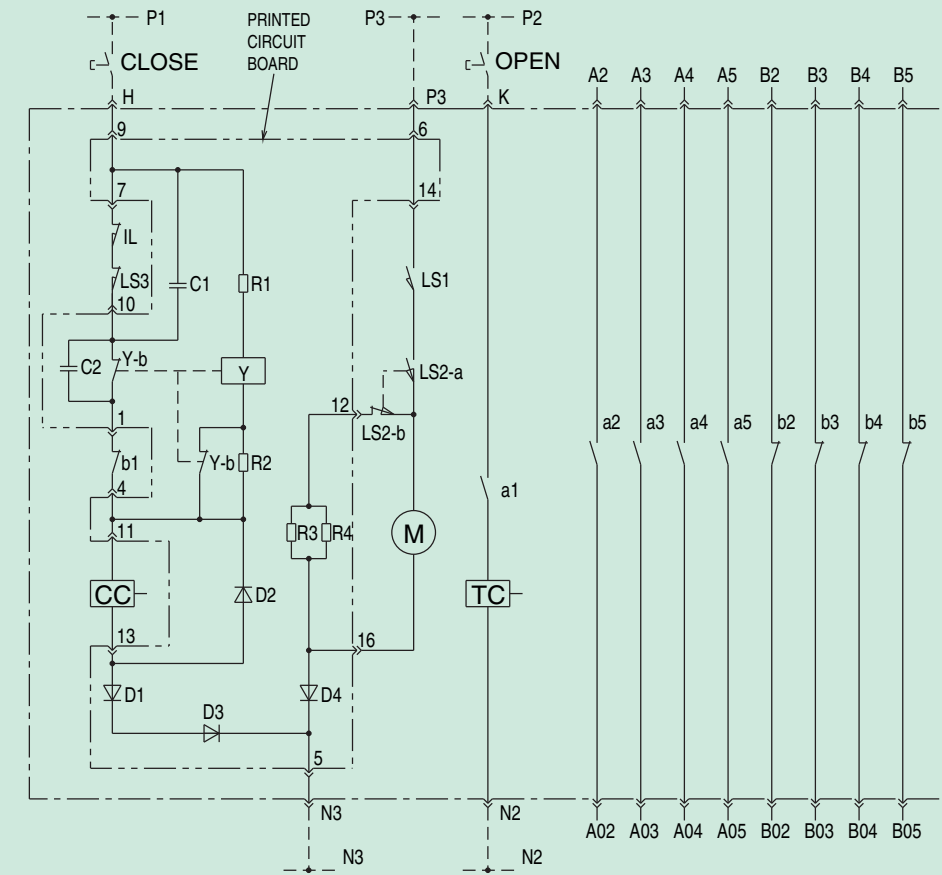 P1
PRINTED
CIRCUIT
BOARD
P3
P2
CLOSE
OPEN
A2 A3 A4 A5 B2 B3 B4 B5
H
P3
K
9
6
7
14
IL
LS3
C1
R1
LS1
10
C2
Y-b
Y
LS2-a
12
LS2-b
1
b1
Y-b
R2
a2 a3 a4 a5 b2 b3 b4 b5
4
a1
11
R3
R4
M
CC
D2
TC
13
16
D1
D4
D3
5
N3
N2
A02 A03 A04 A05 B02 B03 B04 B05
N3
N2